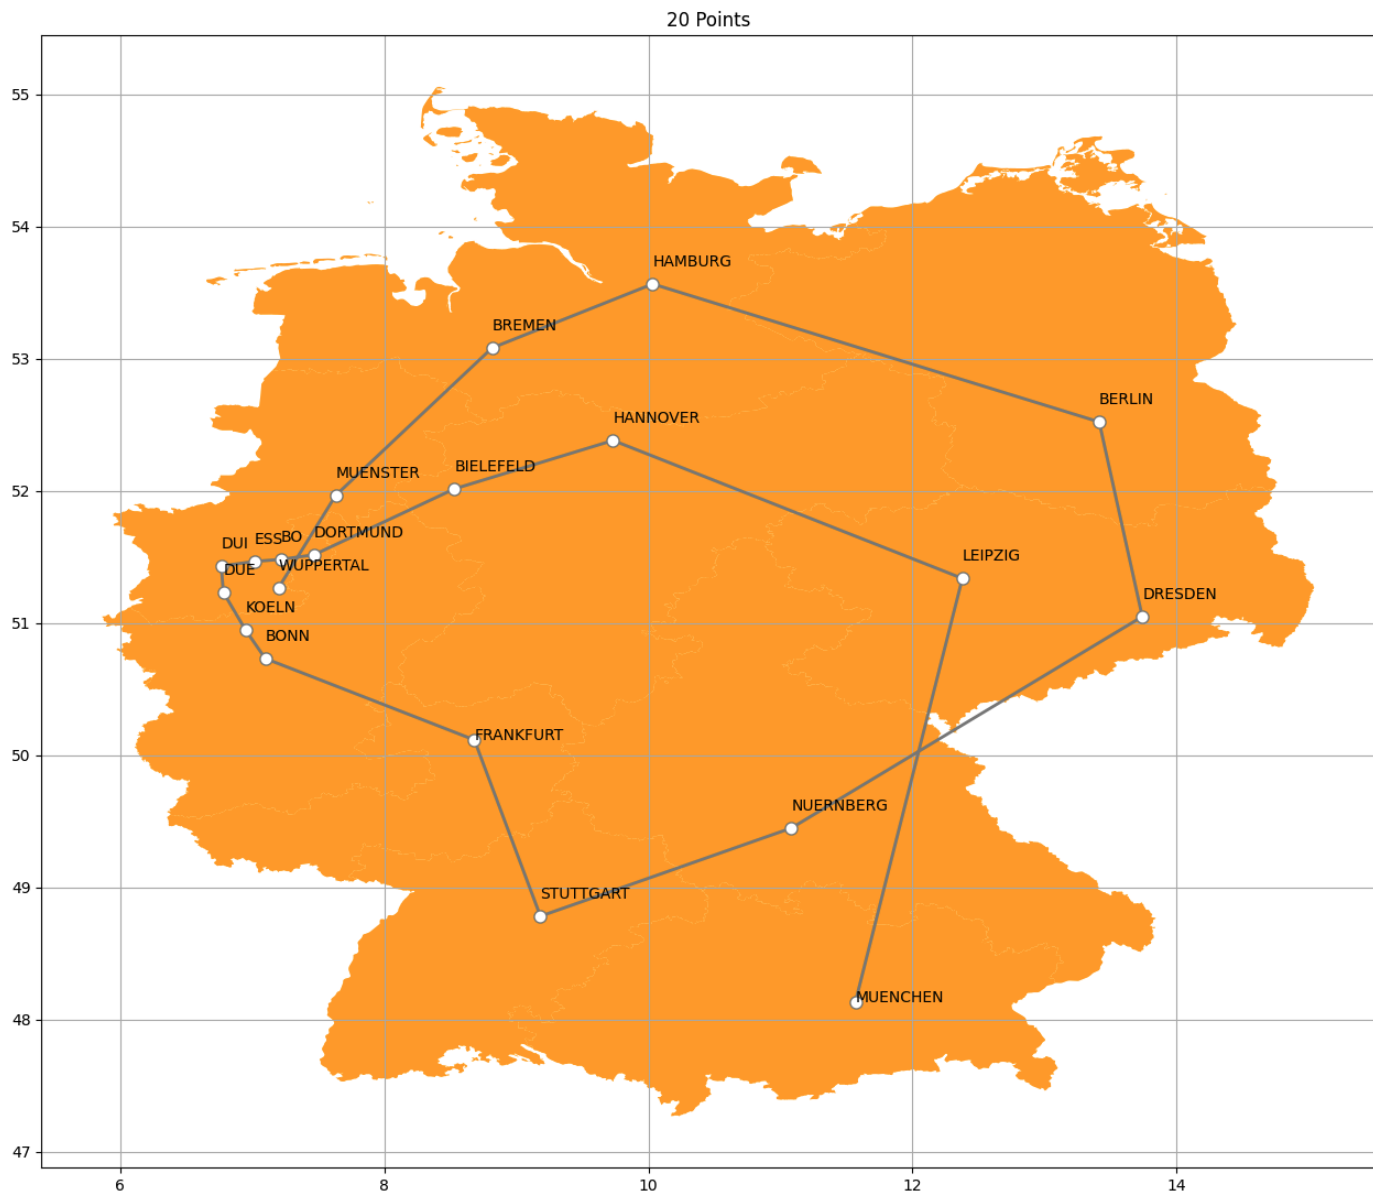 20 Points
55
54
53
52
51
50
49
48
47
HAMBURG
BREMEN
BERLIN
HANNOVER
BIELEFELD
MUENSTER
DORTMUND
BO
ESS
DUI
LEIPZIG
WUPPERTAL
DUE
DRESDEN
KOELN
BONN
FRANKFURT
NUERNBERG
STUTTGART
MUENCHEN
6 8 10 12 14